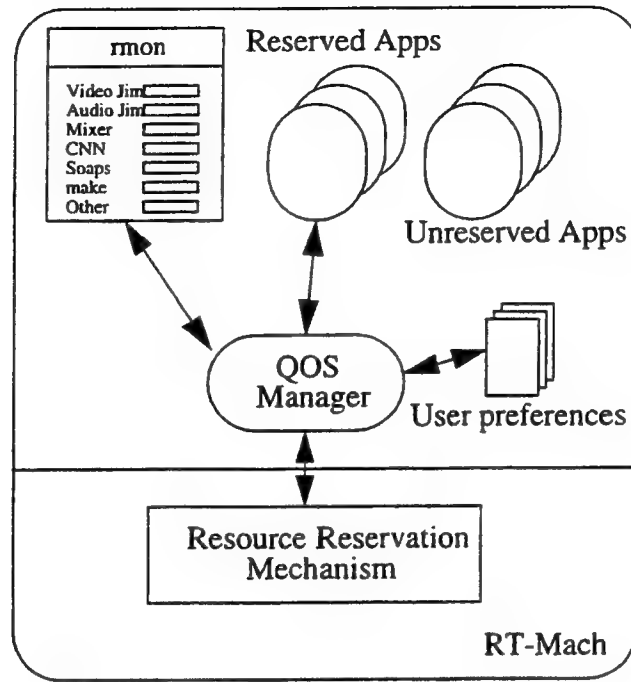 rmon
Video Jim
Audio Jim
Mixer
CNN
Soaps
make
Other
Reserved Apps
Unreserved Apps
QOS
Manager
User preferences
Resource Reservation
Mechanism
RT-Mach